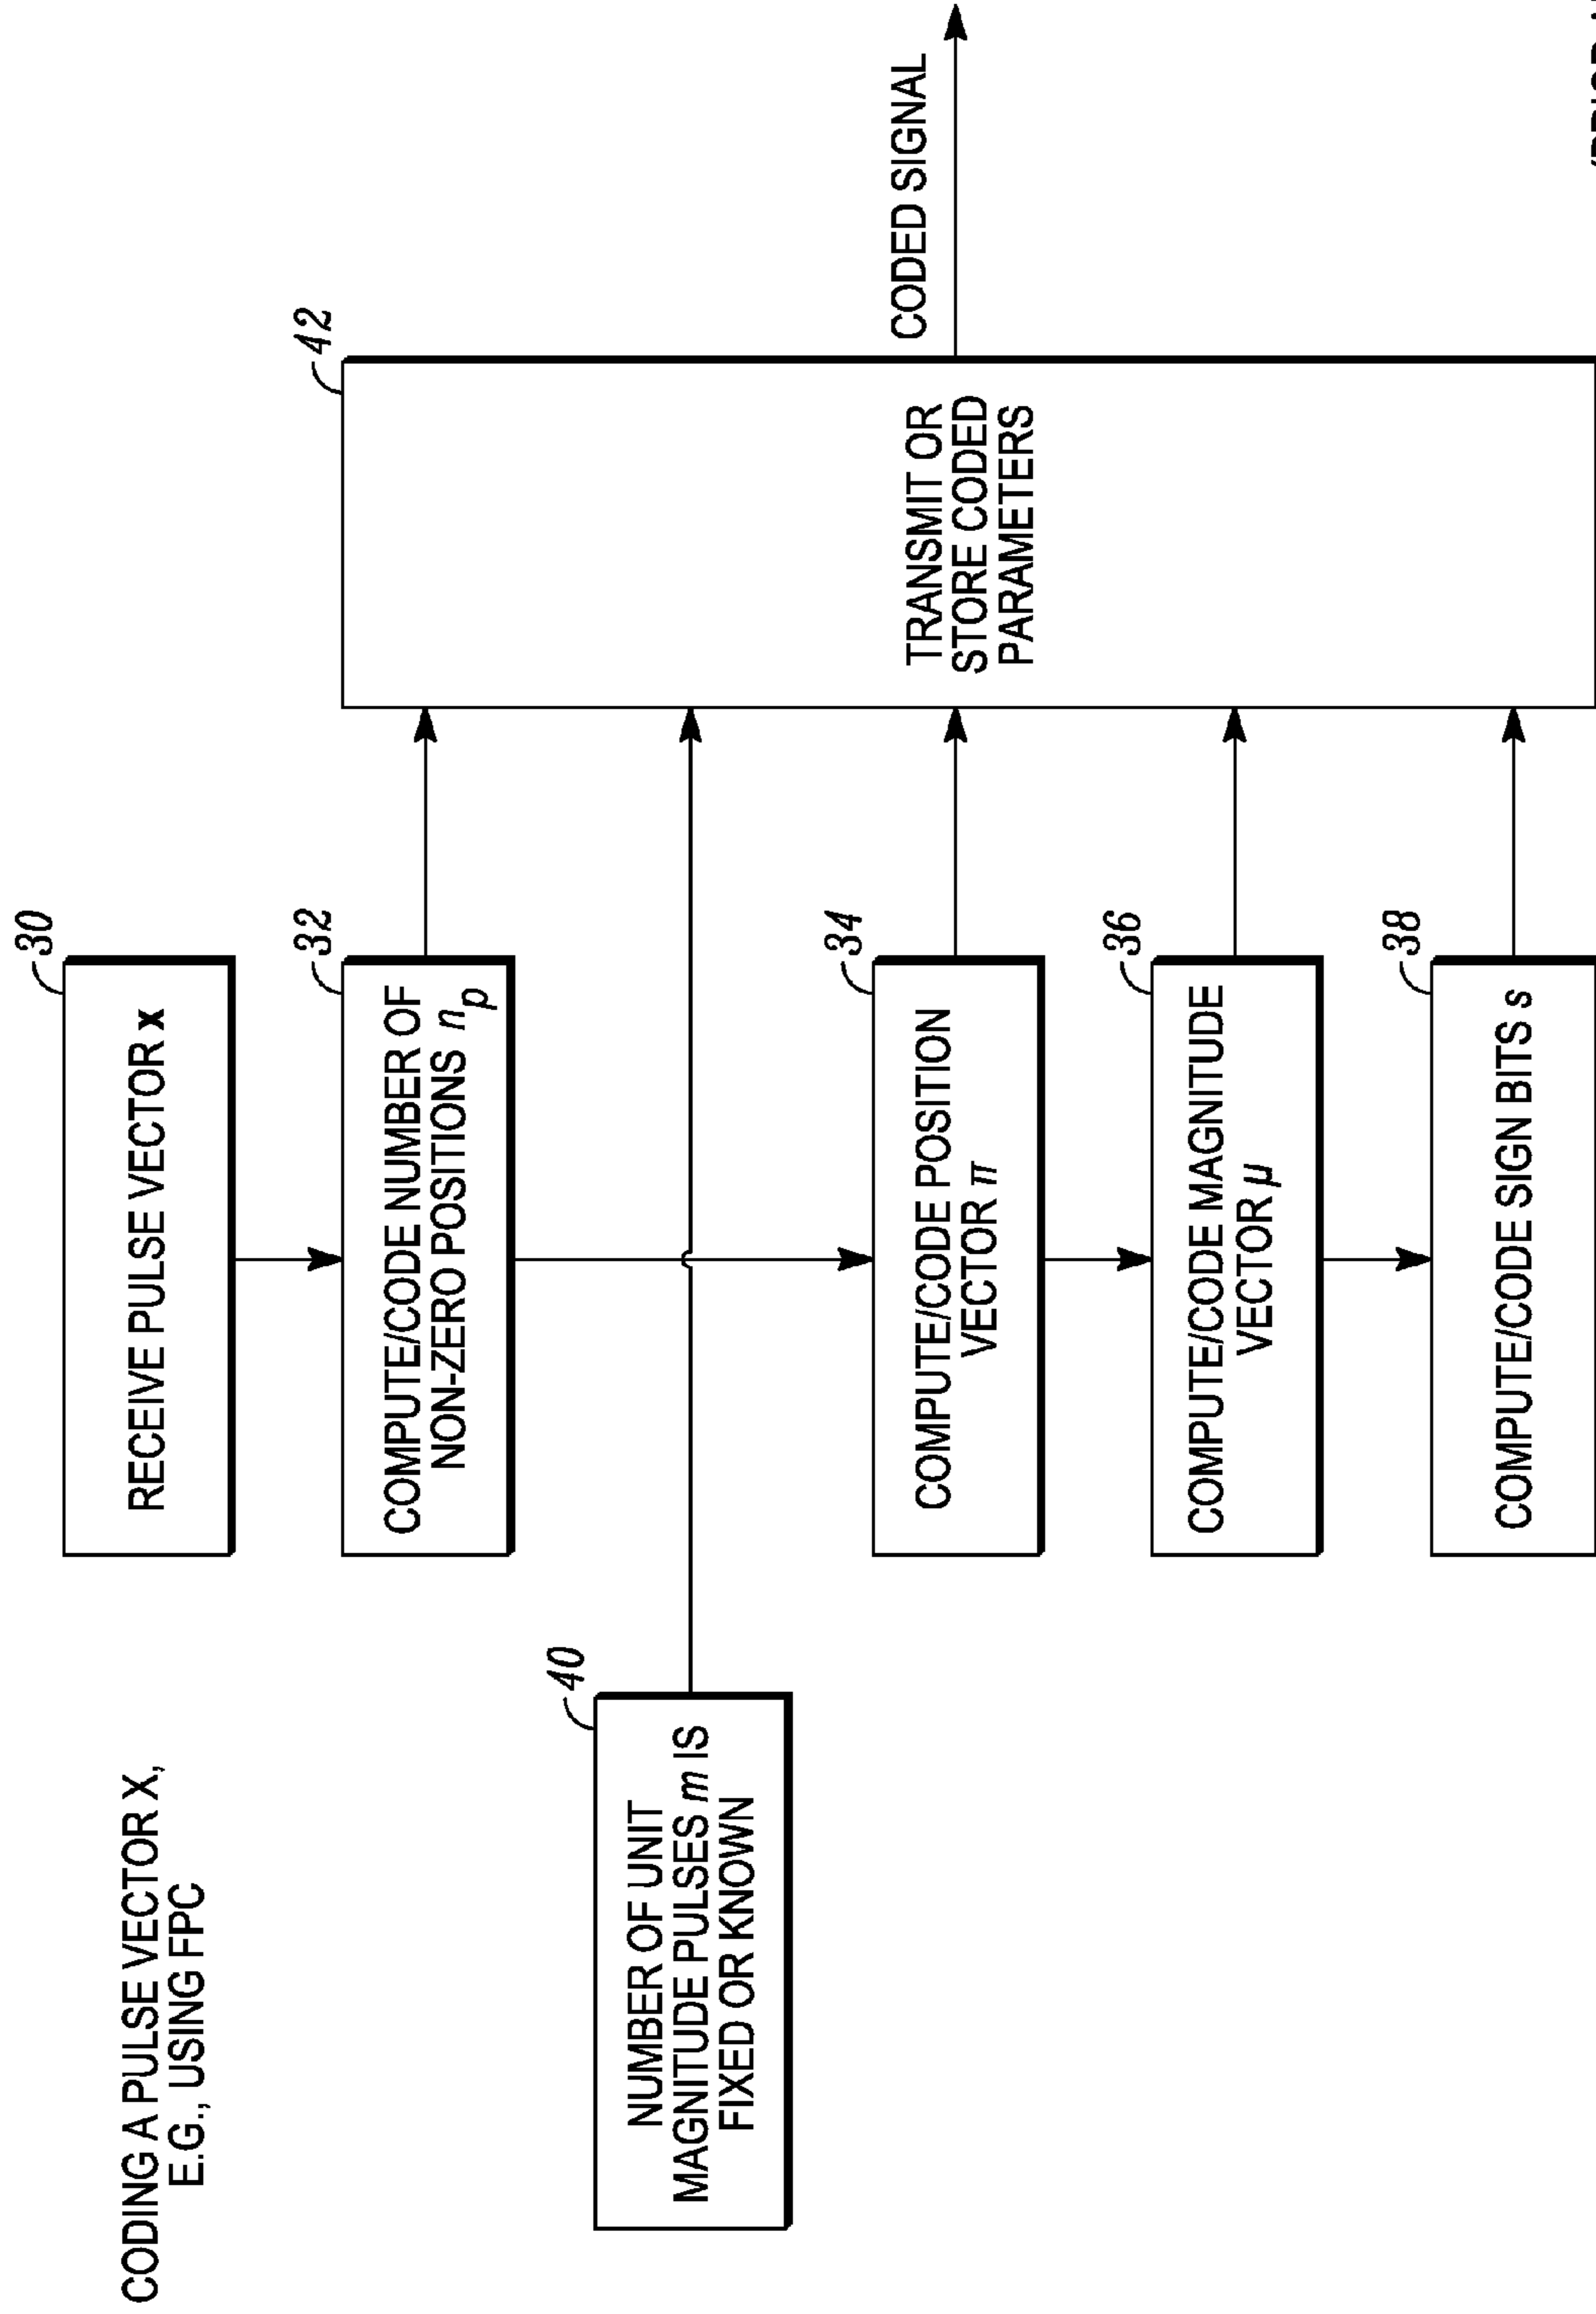 CODING A PULSE VECTOR X,
E.G., USING FPC
30
RECEIVE PULSE VECTOR x
32
COMPUTE/CODE NUMBER OF
NON-ZERO POSITIONS np
40
NUMBER OF UNIT
MAGNITUDE PULSES m IS
FIXED OR KNOWN
34
COMPUTE/CODE POSITION
VECTOR π
36
COMPUTE/CODE MAGNITUDE
VECTOR μ
38
COMPUTE/CODE SIGN BITS s
42
TRANSMIT OR
STORE CODED
PARAMETERS
CODED SIGNAL